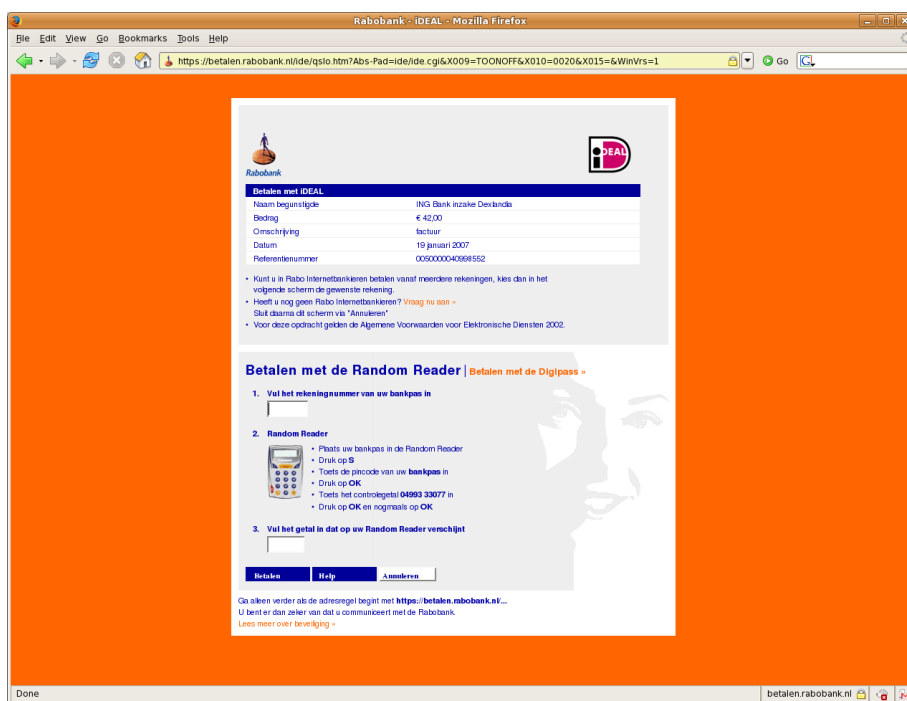 Rabobank - iDEAL - Mozilla Firefox
File Edit View Go Bookmarks Tools Help
https://betalen.rabobank.nl/ide/qslo.htm?Abs-Pad=ide/ide.cgi&X009=TOONOFF&X010=0020&X015=&WinVrs=1
Go
G
Rabobank
iDEAL
Betalen met iDEAL
Naam begunstigde ING Bank inzake Dexlandia
Bedrag € 42,00
Omschrijving factuur
Datum 19 januari 2007
Referentienummer 0050000040998552
• Kunt u in Rabo Internetbankieren betalen vanaf meerdere rekeningen, kies dan in het
volgende scherm de gewenste rekening.
• Heeft u nog geen Rabo Internetbankieren? Vraag nu aan »
Sluit daarna dit scherm via "Annuleren"
• Voor deze opdracht gelden de Algemene Voorwaarden voor Elektronische Diensten 2002.
Betalen met de Random Reader | Betalen met de Digipass »
1. Vul het rekeningnummer van uw bankpas in
2. Random Reader
• Plaats uw bankpas in de Random Reader
• Druk op S
• Toets de pincode van uw bankpas in
• Druk op OK
• Toets het controlegetal 04993 33077 in
• Druk op OK en nogmaals op OK
3. Vul het getal in dat op uw Random Reader verschijnt
Betalen Help Annuleren
Ga alleen verder als de adresregel begint met https://betalen.rabobank.nl/...
U bent er dan zeker van dat u communiceert met de Rabobank.
Lees meer over beveiliging »
Done betalen.rabobank.nl